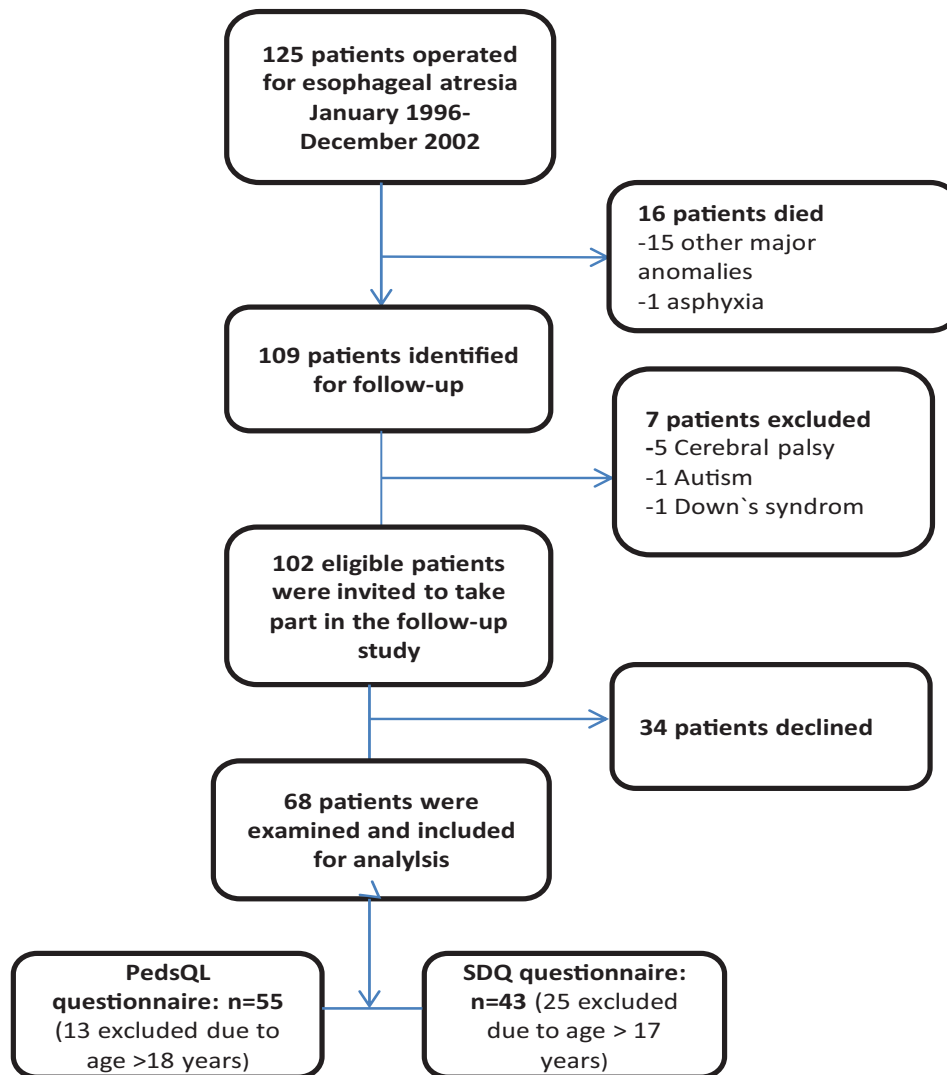 125 patients operated
for esophageal atresia
January 1996-
December 2002
16 patients died
-15 other major
anomalies
-1 asphyxia
109 patients identified
for follow-up
7 patients excluded
-5 Cerebral palsy
-1 Autism
-1 Down`s syndrom
102 eligible patients
were invited to take
part in the follow-up
study
34 patients declined
68 patients were
examined and included
for analylsis
PedsQL
questionnaire: n=55
(13 excluded due to
age >18 years)
SDQ questionnaire:
n=43 (25 excluded
due to age > 17
years)